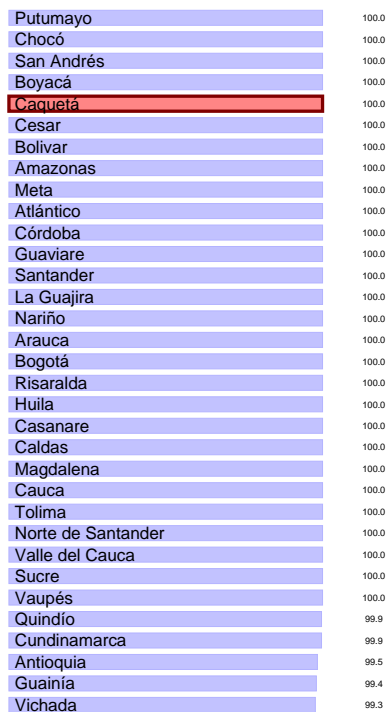 Putumayo 100.0
Chocó 100.0
San Andrés 100.0
Boyacá 100.0
Caquetá 100.0
Cesar 100.0
Bolivar 100.0
Amazonas 100.0
Meta 100.0
Atlántico 100.0
Córdoba 100.0
Guaviare 100.0
Santander 100.0
La Guajira 100.0
Nariño 100.0
Arauca 100.0
Bogotá 100.0
Risaralda 100.0
Huila 100.0
Casanare 100.0
Caldas 100.0
Magdalena 100.0
Cauca 100.0
Tolima 100.0
Norte de Santander 100.0
Valle del Cauca 100.0
Sucre 100.0
Vaupés 100.0
Quindío 99.9
Cundinamarca 99.9
Antioquia 99.5
Guainía 99.4
Vichada 99.3